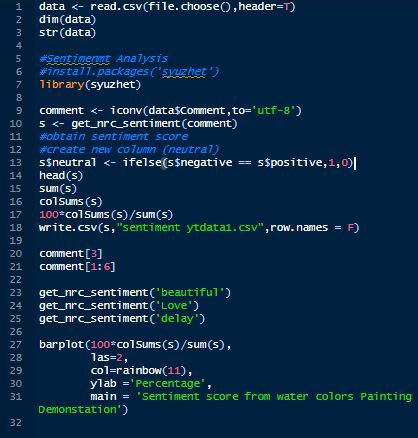 1 data <- read.csv(file.choose(),header=T)
2 dim(data)
3 str(data)
4
5 #Sentimenmt Analysis
6 #install.packages('syuzhet')
7 library(syuzhet)
8
9 comment <- iconv(data$Comment,to='utf-8')
10 s <- get_nrc_sentiment(comment)
11 #obtain sentiment score
12 #create new column (neutral)
13 s$neutral <- ifelse(s$negative == s$positive,1,0)
14 head(s)
15 sum(s)
16 colSums(s)
17 100*colSums(s)/sum(s)
18 write.csv(s,"sentiment ytdata1.csv",row.names = F)
19
20 comment[3]
21 comment[1:6]
22
23 get_nrc_sentiment('beautiful')
24 get_nrc_sentiment('Love')
25 get_nrc_sentiment('delay')
26
27 barplot(100*colSums(s)/sum(s),
28 las=2,
29 col=rainbow(11),
30 ylab ='Percentage',
31 main = 'Sentiment score from water colors Painting
Demonstation')
32